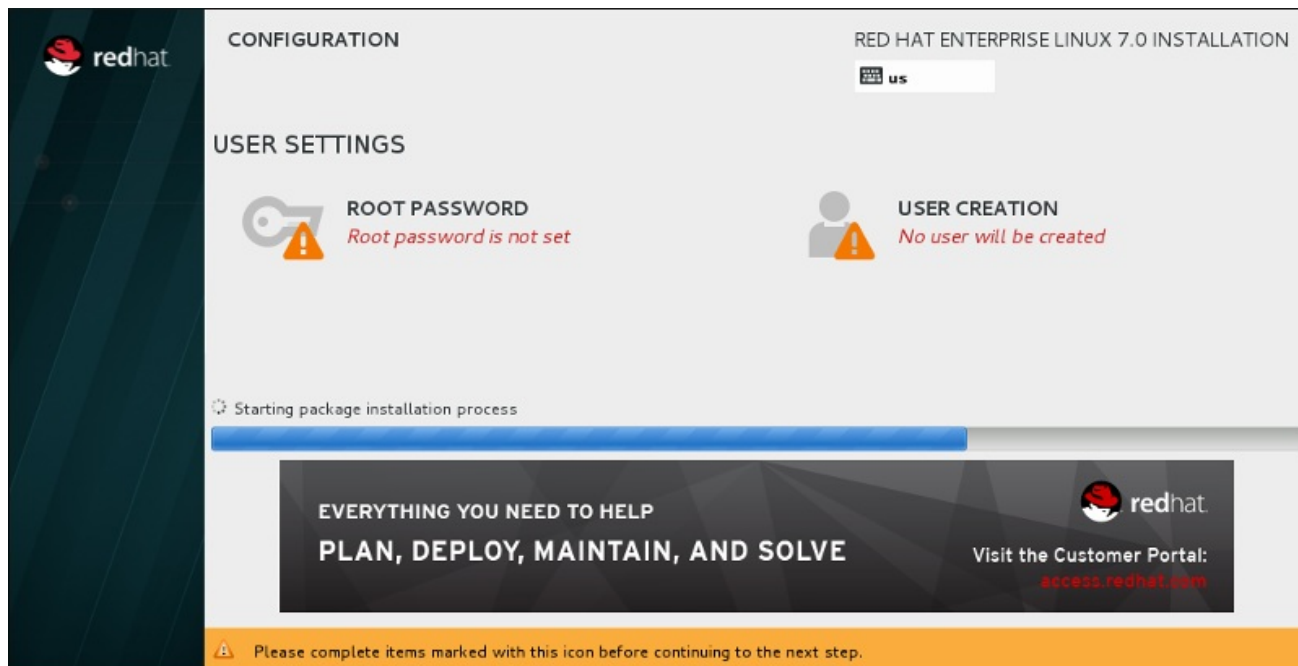 redhat.
CONFIGURATION
RED HAT ENTERPRISE LINUX 7.0 INSTALLATION
us
USER SETTINGS
ROOT PASSWORD
Root password is not set
USER CREATION
No user will be created
Starting package installation process
EVERYTHING YOU NEED TO HELP
PLAN, DEPLOY, MAINTAIN, AND SOLVE
redhat.
Visit the Customer Portal:
access.redhat.com
Please complete items marked with this icon before continuing to the next step.